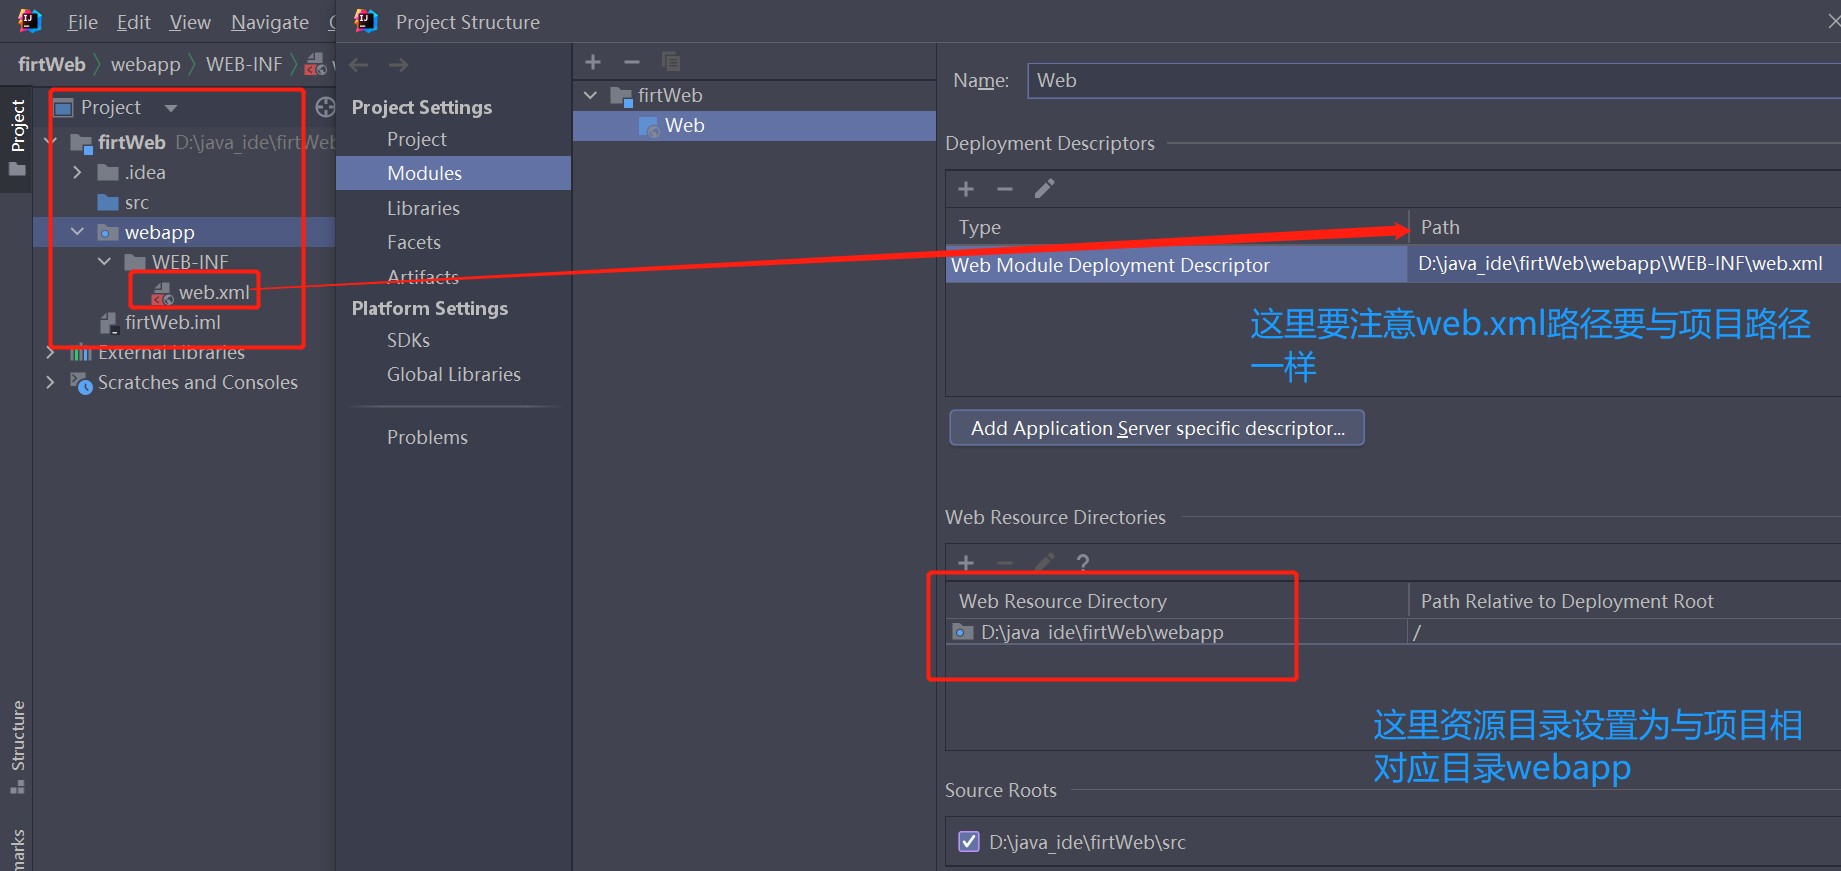 File Edit View Navigate
Project Structure
firtWeb webapp WEB-INF
Project
Project
firtWeb D:\java_ide\firtWeb
.idea
src
webapp
WEB-INF
web.xml
firtWeb.iml
External Libraries
Scratches and Consoles
Structure
Project Settings
Project
Modules
Libraries
Facets
Artifacts
Platform Settings
SDKs
Global Libraries
Problems
firtWeb
Web
Name: Web
Deployment Descriptors
Type Path
Web Module Deployment Descriptor D:\java_ide\firtWeb\webapp\WEB-INF\web.xml
这里要注意web.xml路径要与项目路径
一样
Add Application Server specific descriptor...
Web Resource Directories
?
Web Resource Directory Path Relative to Deployment Root
D:\java_ide\firtWeb\webapp /
这里资源目录设置为与项目相
对应目录webapp
Source Roots
D:\java_ide\firtWeb\src